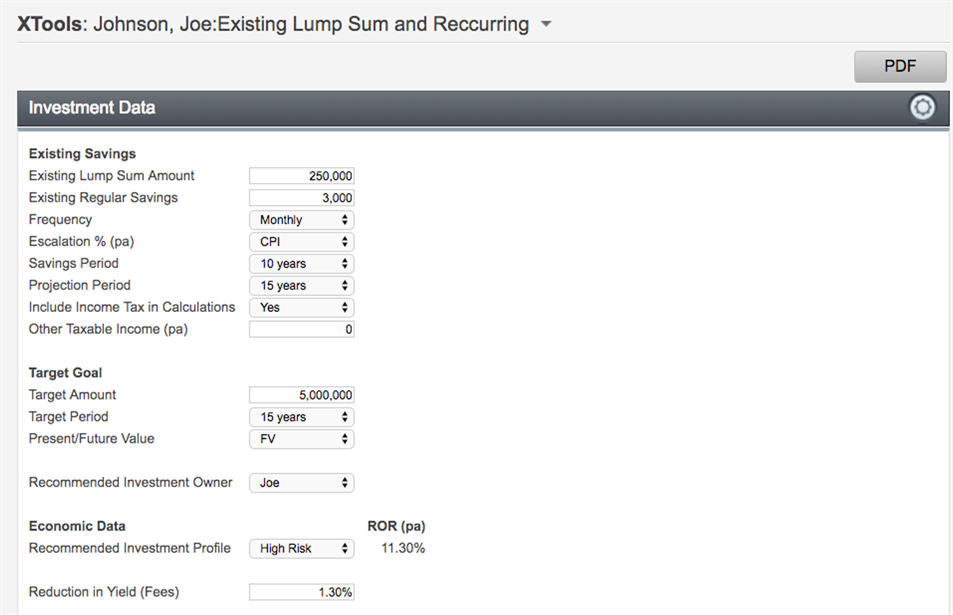 XTools: Johnson, Joe:Existing Lump Sum and Reccurring
PDF
Investment Data
Existing Savings
Existing Lump Sum Amount 250,000
Existing Regular Savings 3,000
Frequency Monthly
Escalation % (pa) CPI
Savings Period 10 years
Projection Period 15 years
Include Income Tax in Calculations Yes
Other Taxable Income (pa) 0
Target Goal
Target Amount 5,000,000
Target Period 15 years
Present/Future Value FV
Recommended Investment Owner Joe
Economic Data ROR (pa)
Recommended Investment Profile High Risk 11.30%
Reduction in Yield (Fees) 1.30%